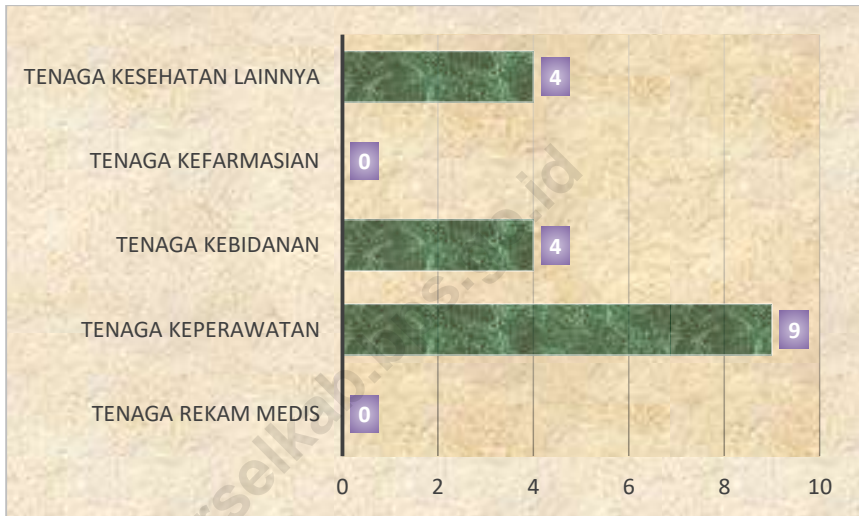 TENAGA KESEHATAN LAINNYA 4
TENAGA KEFARMASIAN 0
TENAGA KEBIDANAN 4
TENAGA KEPERAWATAN 9
TENAGA REKAM MEDIS 0
0 2 4 6 8 10